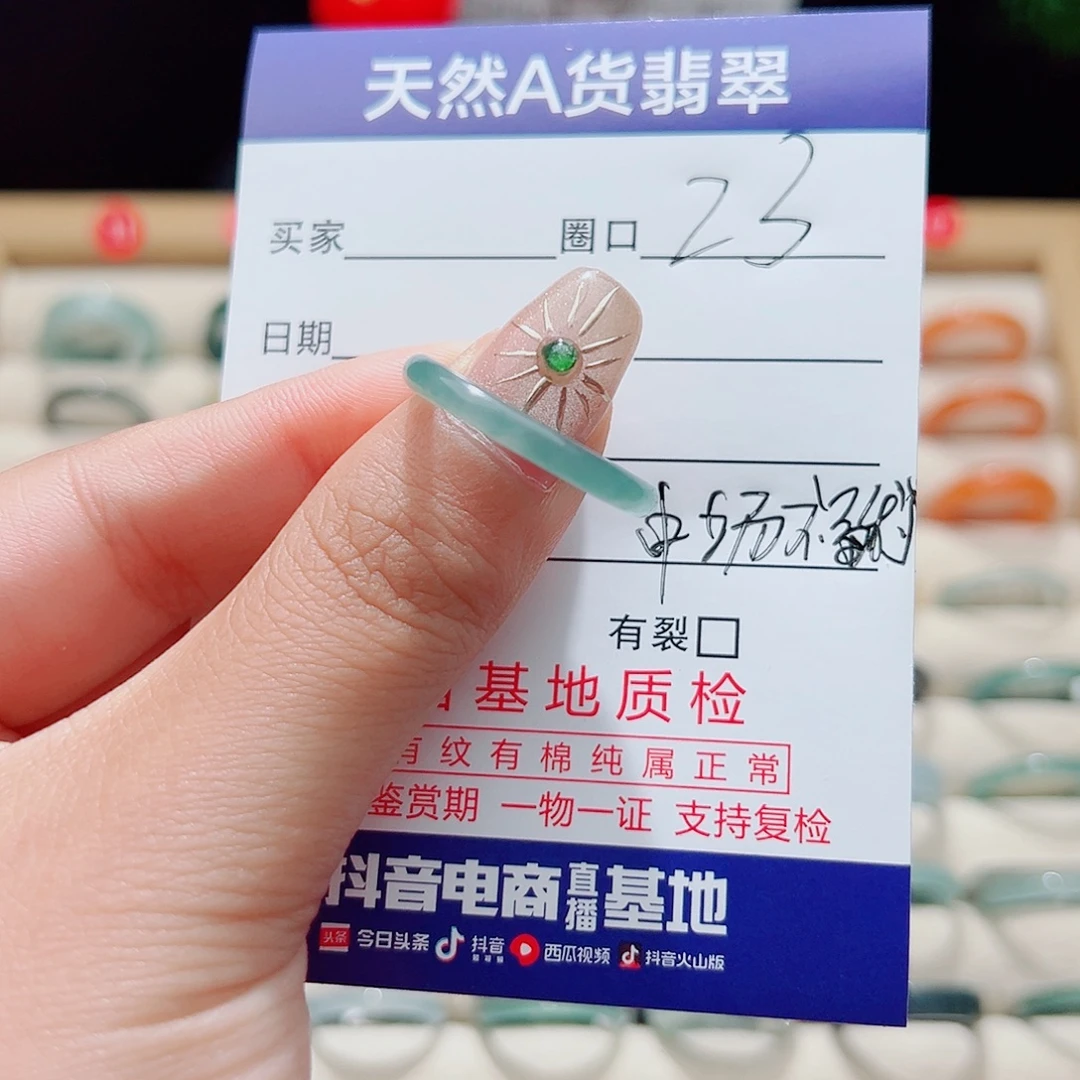 天然A货翡翠
买家 圈口 23
日期
有裂□
基地质检
有纹有棉纯属正常
鉴赏期 一物一证 支持复检
抖音电商直播基地
头条 今日头条 抖音 西瓜视频 抖音火山版